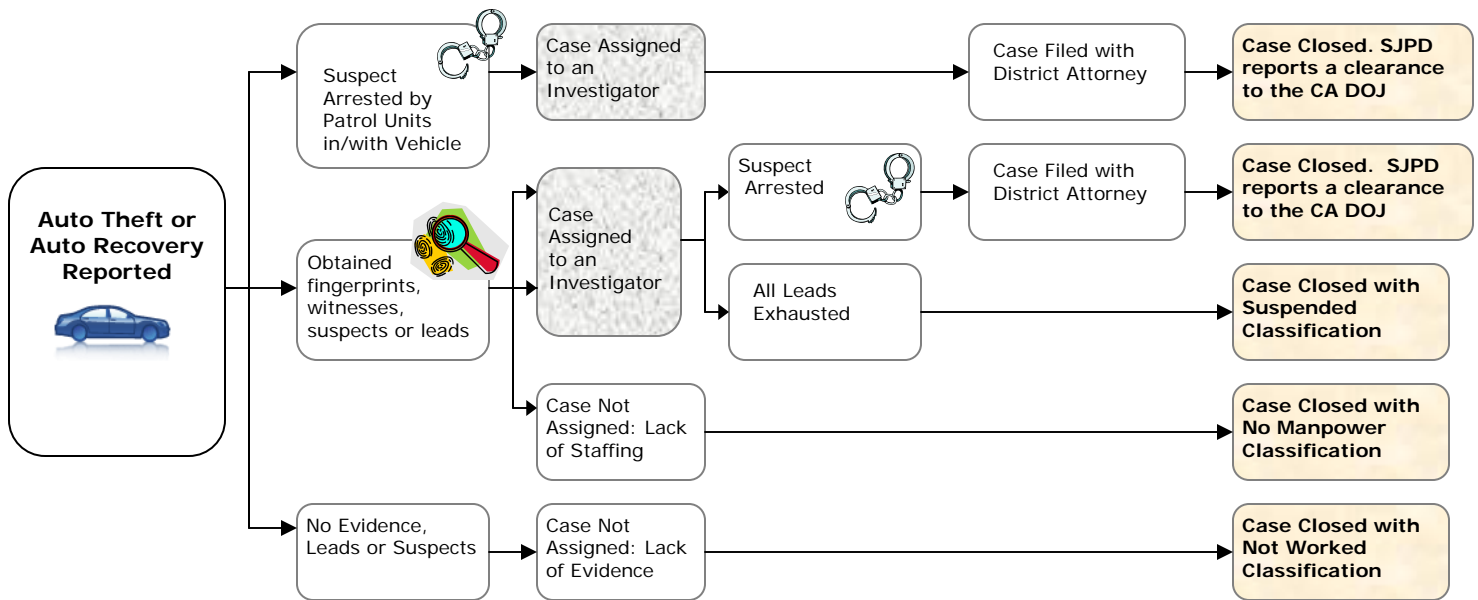 Auto Theft or
Auto Recovery
Reported
Suspect
Arrested by
Patrol Units
in/with Vehicle
Case Assigned
to an
Investigator
Case Filed with
District Attorney
Case Closed. SJPD
reports a clearance
to the CA DOJ
Obtained
fingerprints,
witnesses,
suspects or leads
Case
Assigned
to an
Investigator
Suspect
Arrested
Case Filed with
District Attorney
Case Closed.  SJPD
reports a clearance
to the CA DOJ
All Leads
Exhausted
Case Closed with
Suspended
Classification
Case Not
Assigned: Lack
of Staffing
Case Closed with
No Manpower
Classification
No Evidence,
Leads or Suspects
Case Not
Assigned: Lack
of Evidence
Case Closed with
Not Worked
Classification